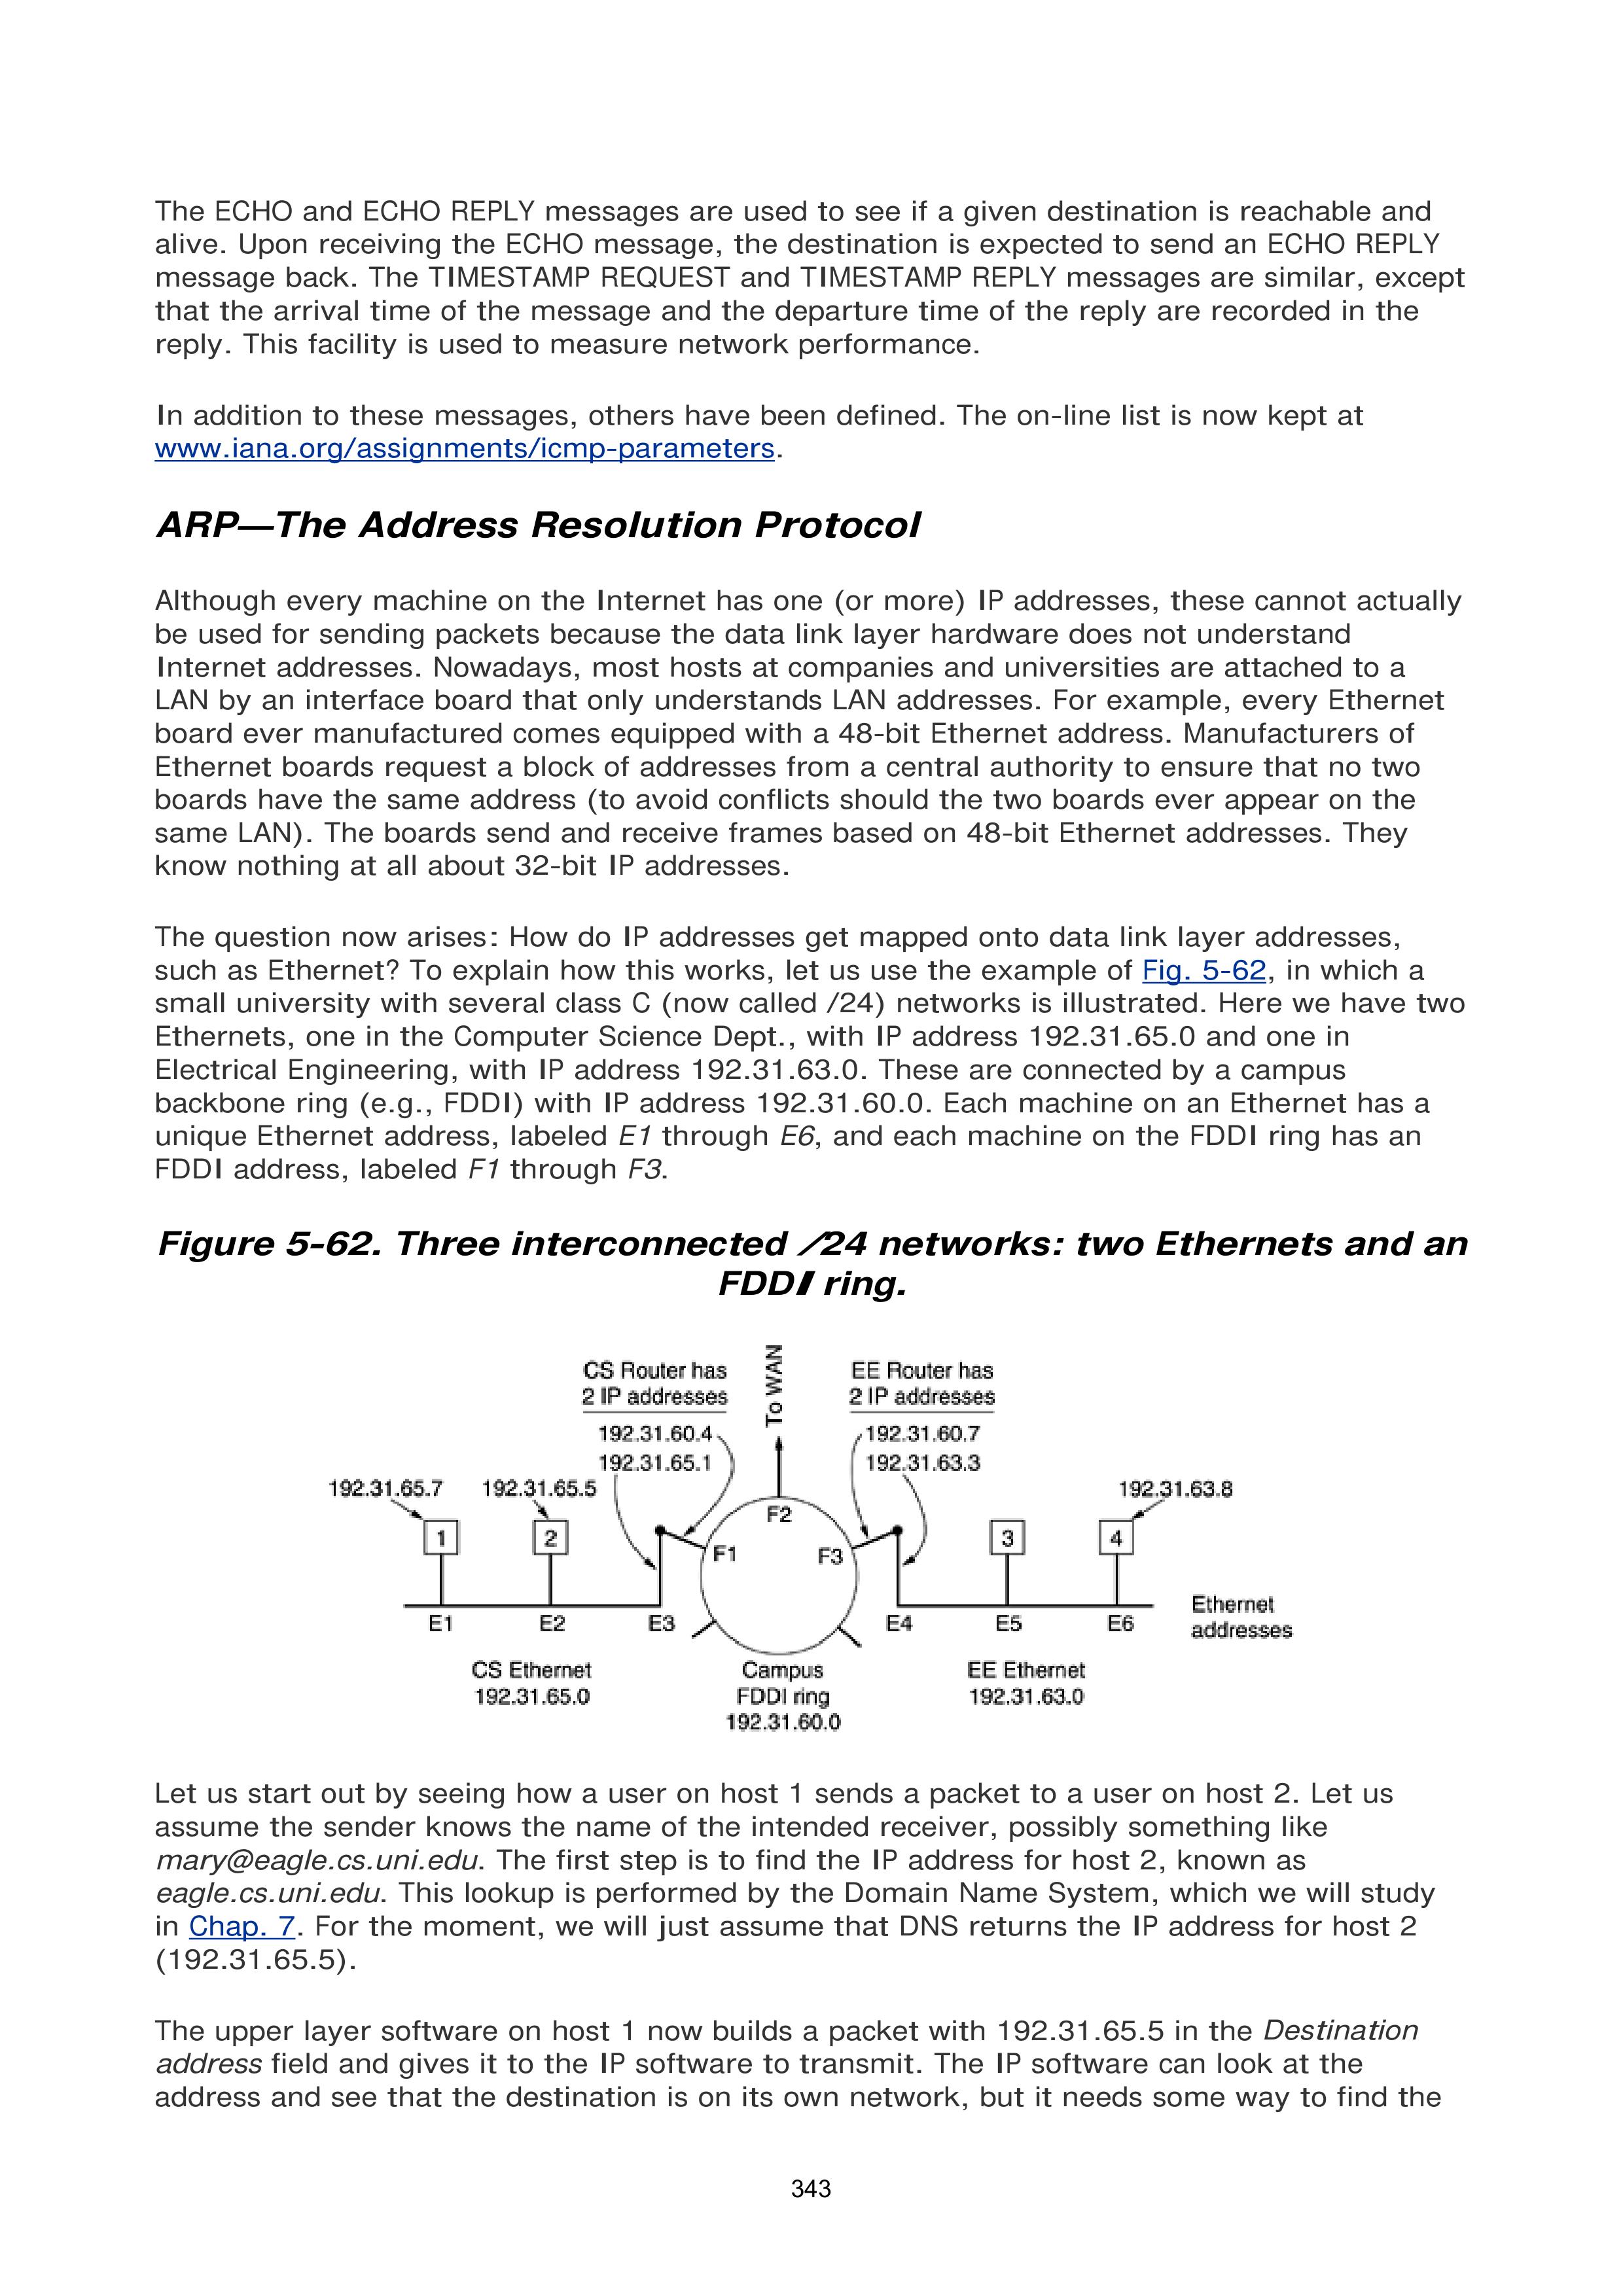 The ECHO and ECHO REPLY messages are used to see if a given destination is reachable and
alive. Upon receiving the ECHO message, the destination is expected to send an ECHO REPLY
message back. The TIMESTAMP REQUEST and TIMESTAMP REPLY messages are similar, except
that the arrival time of the message and the departure time of the reply are recorded in the
reply. This facility is used to measure network performance.
In addition to these messages, others have been defined. The on-line list is now kept at
www.iana.org/assignments/icmp-parameters.
ARP—The Address Resolution Protocol
Although every machine on the Internet has one (or more) IP addresses, these cannot actually
be used for sending packets because the data link layer hardware does not understand
Internet addresses. Nowadays, most hosts at companies and universities are attached to a
LAN by an interface board that only understands LAN addresses. For example, every Ethernet
board ever manufactured comes equipped with a 48-bit Ethernet address. Manufacturers of
Ethernet boards request a block of addresses from a central authority to ensure that no two
boards have the same address (to avoid conflicts should the two boards ever appear on the
same LAN). The boards send and receive frames based on 48-bit Ethernet addresses. They
know nothing at all about 32-bit IP addresses.
The question now arises: How do IP addresses get mapped onto data link layer addresses,
such as Ethernet? To explain how this works, let us use the example of Fig. 5-62, in which a
small university with several class C (now called /24) networks is illustrated. Here we have two
Ethernets, one in the Computer Science Dept., with IP address 192.31.65.0 and one in
Electrical Engineering, with IP address 192.31.63.0. These are connected by a campus
backbone ring (e.g., FDDI) with IP address 192.31.60.0. Each machine on an Ethernet has a
unique Ethernet address, labeled E1 through E6, and each machine on the FDDI ring has an
FDDI address, labeled F1 through F3.
Figure 5-62. Three interconnected /24 networks: two Ethernets and an
FDDI ring.
To WAN
CS Router has
2 IP addresses
192.31.60.4
192.31.65.1
EE Router has
2 IP addresses
192.31.60.7
192.31.63.3
192.31.65.7
192.31.65.5
192.31.63.8
1
2
F1
F2
F3
3
4
E1
E2
E3
E4
E5
E6
Ethernet
addresses
CS Ethernet
192.31.65.0
Campus
FDDI ring
192.31.60.0
EE Ethernet
192.31.63.0
Let us start out by seeing how a user on host 1 sends a packet to a user on host 2. Let us
assume the sender knows the name of the intended receiver, possibly something like
mary@eagle.cs.uni.edu. The first step is to find the IP address for host 2, known as
eagle.cs.uni.edu. This lookup is performed by the Domain Name System, which we will study
in Chap. 7. For the moment, we will just assume that DNS returns the IP address for host 2
(192.31.65.5).
The upper layer software on host 1 now builds a packet with 192.31.65.5 in the Destination
address field and gives it to the IP software to transmit. The IP software can look at the
address and see that the destination is on its own network, but it needs some way to find the
343